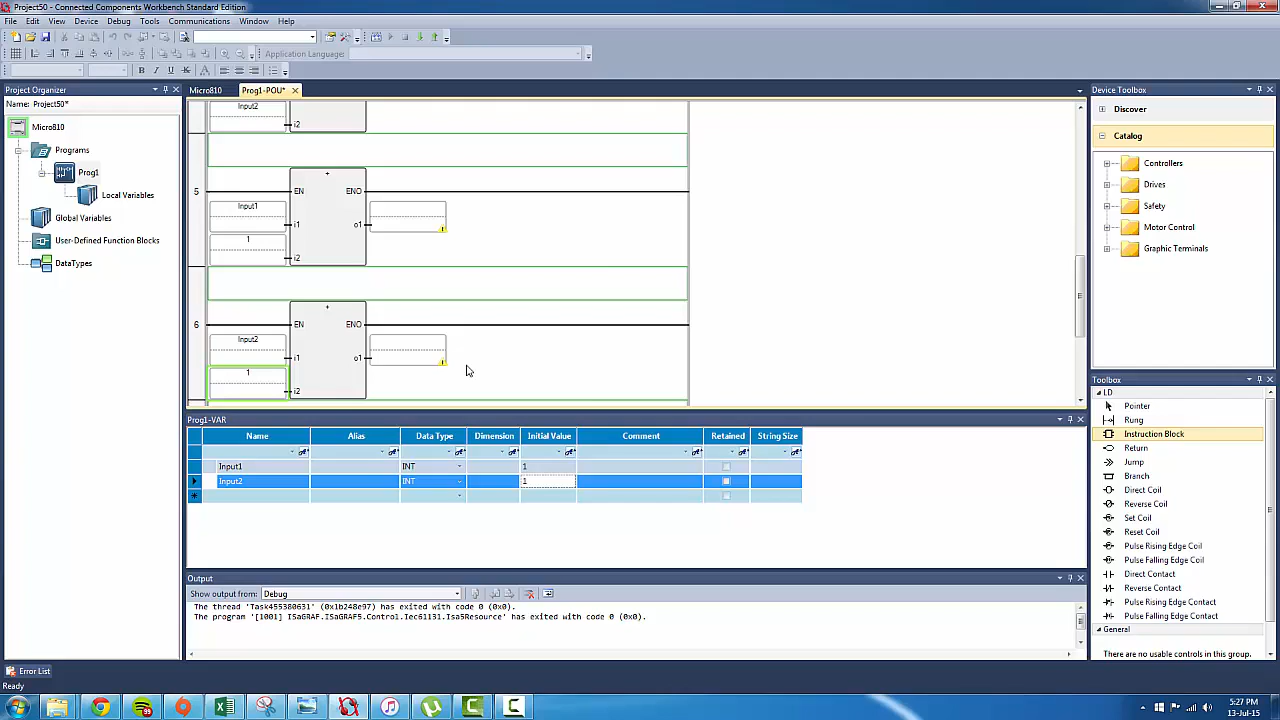 Project50 - Connected Components Workbench Standard Edition
File Edit View Debug Device Tools Communications Window Help
Application Language:
Project Organizer
Name: Project50*
Micro810
Programs
Prog1
Local Variables
Global Variables
User-Defined Function Blocks
DataTypes
Micro810 Prog1-POU*
Input2
i2
5
+
EN ENO
Input1
i1 o1
1
i2
6
+
EN ENO
Input2
i1 o1
1
i2
Prog1-VAR
Name Alias Data Type Dimension Initial Value Comment Retained String Size
Input1 INT 1
Input2 INT 1
Output
Show output from: Debug
The thread 'Task455380631' (0x1b248e97) has exited with code 0 (0x0).
The program '[1001] ISaGRAF.ISaGRAF5.Control.Iec61131.Isa5Resource' has exited with code 0 (0x0).
Device Toolbox
Discover
Catalog
Controllers
Drives
Safety
Motor Control
Graphic Terminals
Toolbox
LD
Pointer
Rung
Instruction Block
Return
Jump
Branch
Direct Coil
Reverse Coil
Set Coil
Reset Coil
Pulse Rising Edge Coil
Pulse Falling Edge Coil
Direct Contact
Reverse Contact
Pulse Rising Edge Contact
Pulse Falling Edge Contact
General
There are no usable controls in this group.
Error List
Ready
99
5:27 PM
13-Jul-15